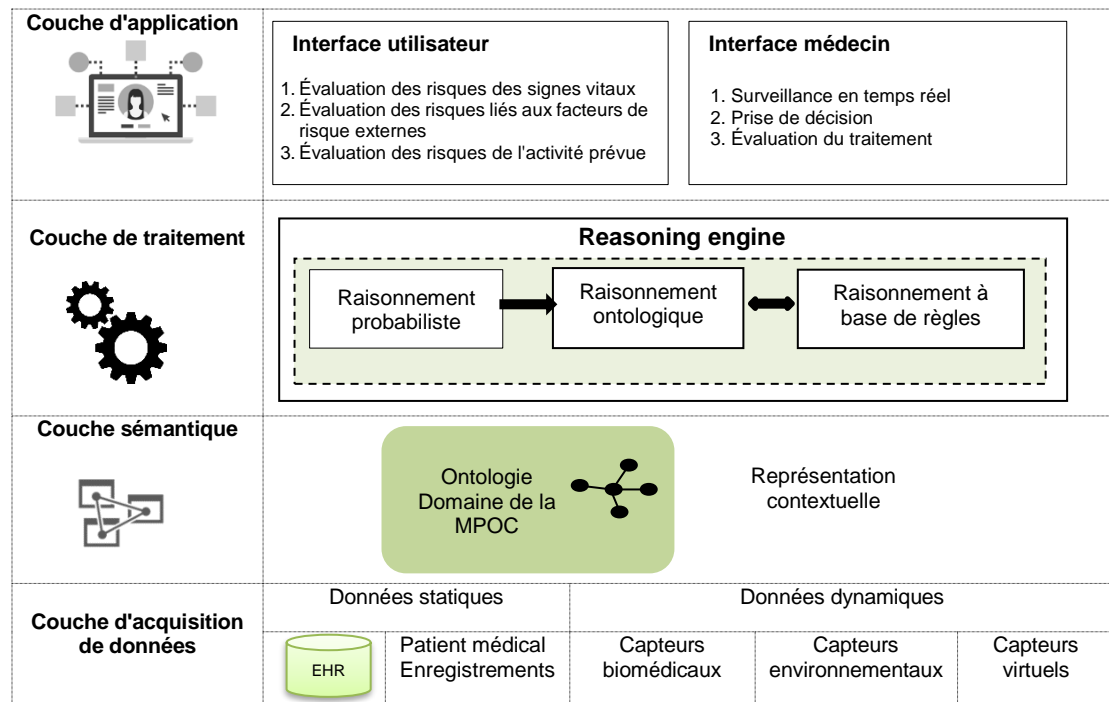 Couche d'application
Interface utilisateur
1. Évaluation des risques des signes vitaux
2. Évaluation des risques liés aux facteurs de
risque externes
3. Évaluation des risques de l'activité prévue
Interface médecin
1. Surveillance en temps réel
2. Prise de décision
3. Évaluation du traitement
Couche de traitement
Reasoning engine
Raisonnement
probabiliste
Raisonnement
ontologique
Raisonnement à
base de règles
Couche sémantique
Ontologie
Domaine de la
MPOC
Représentation
contextuelle
Couche d'acquisition
de données
Données statiques
Données dynamiques
EHR
Patient médical
Enregistrements
Capteurs
biomédicaux
Capteurs
environnementaux
Capteurs
virtuels